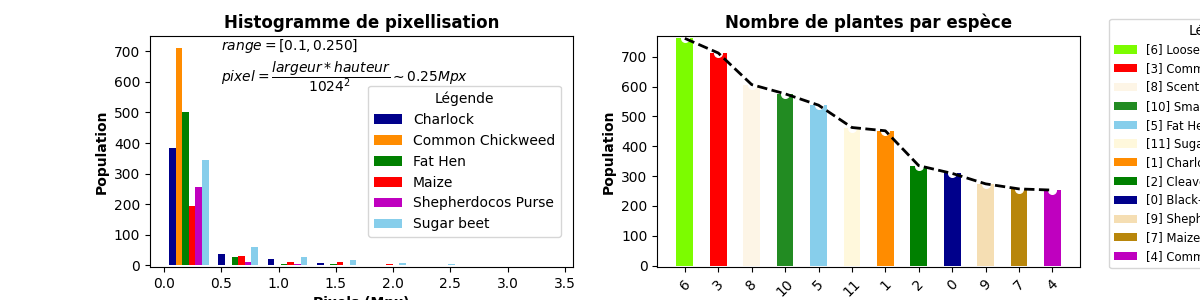 Histogramme de pixellisation
range = [0.1, 0.250]
pixel = largeur * hauteur / 1024² ~ 0.25Mpx
Légende
Charlock
Common Chickweed
Fat Hen
Maize
Shepherdocos Purse
Sugar beet
Population
700
600
500
400
300
200
100
0
0.0 0.5 1.0 1.5 2.0 2.5 3.0 3.5
Pixels (Mpx)
Nombre de plantes par espèce
Population
700
600
500
400
300
200
100
0
6 3 8 10 5 11 1 2 0 9 7 4
[6] Loose
[3] Comm
[8] Scent
[10] Sma
[5] Fat He
[11] Suga
[1] Charlo
[2] Cleav
[0] Black-
[9] Sheph
[7] Maize
[4] Comm